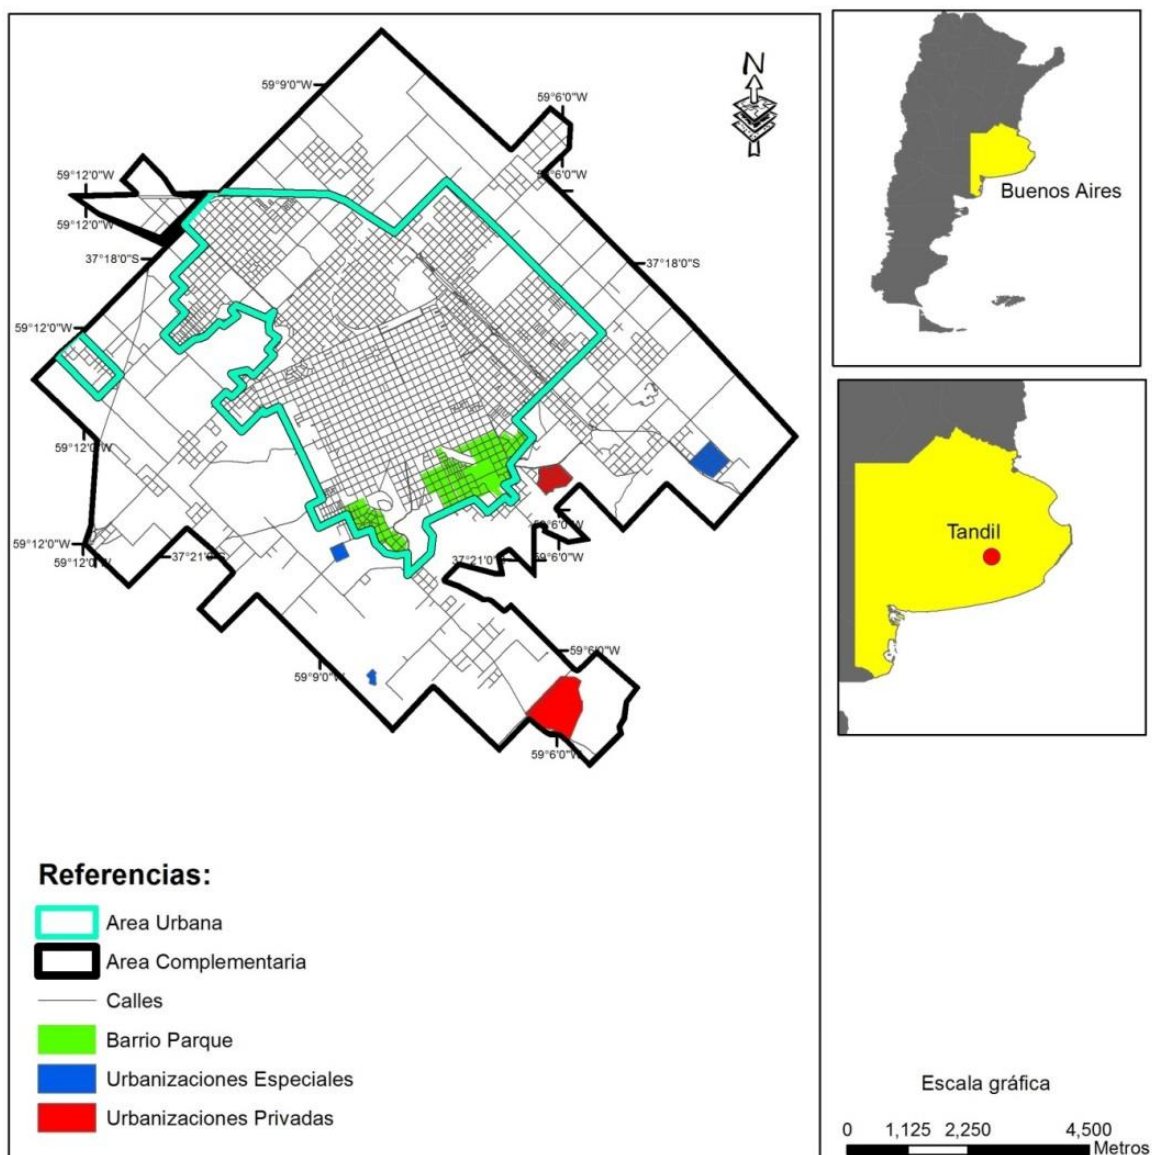 N
59°9'0"W
59°6'0"W
59°12'0"W
59°6'0"W
59°12'0"W
37°18'0"S
37°18'0"S
59°12'0"W
59°12'0"W
59°6'0"W
59°12'0"W
59°12'0"W
37°21'0"S
37°21'0"
59°6'0"W
59°6'0"W
59°9'0"W
59°6'0"W
Buenos Aires
Tandil
Referencias:
Area Urbana
Area Complementaria
Calles
Barrio Parque
Urbanizaciones Especiales
Urbanizaciones Privadas
Escala gráfica
0 1,125 2,250 4,500
Metros